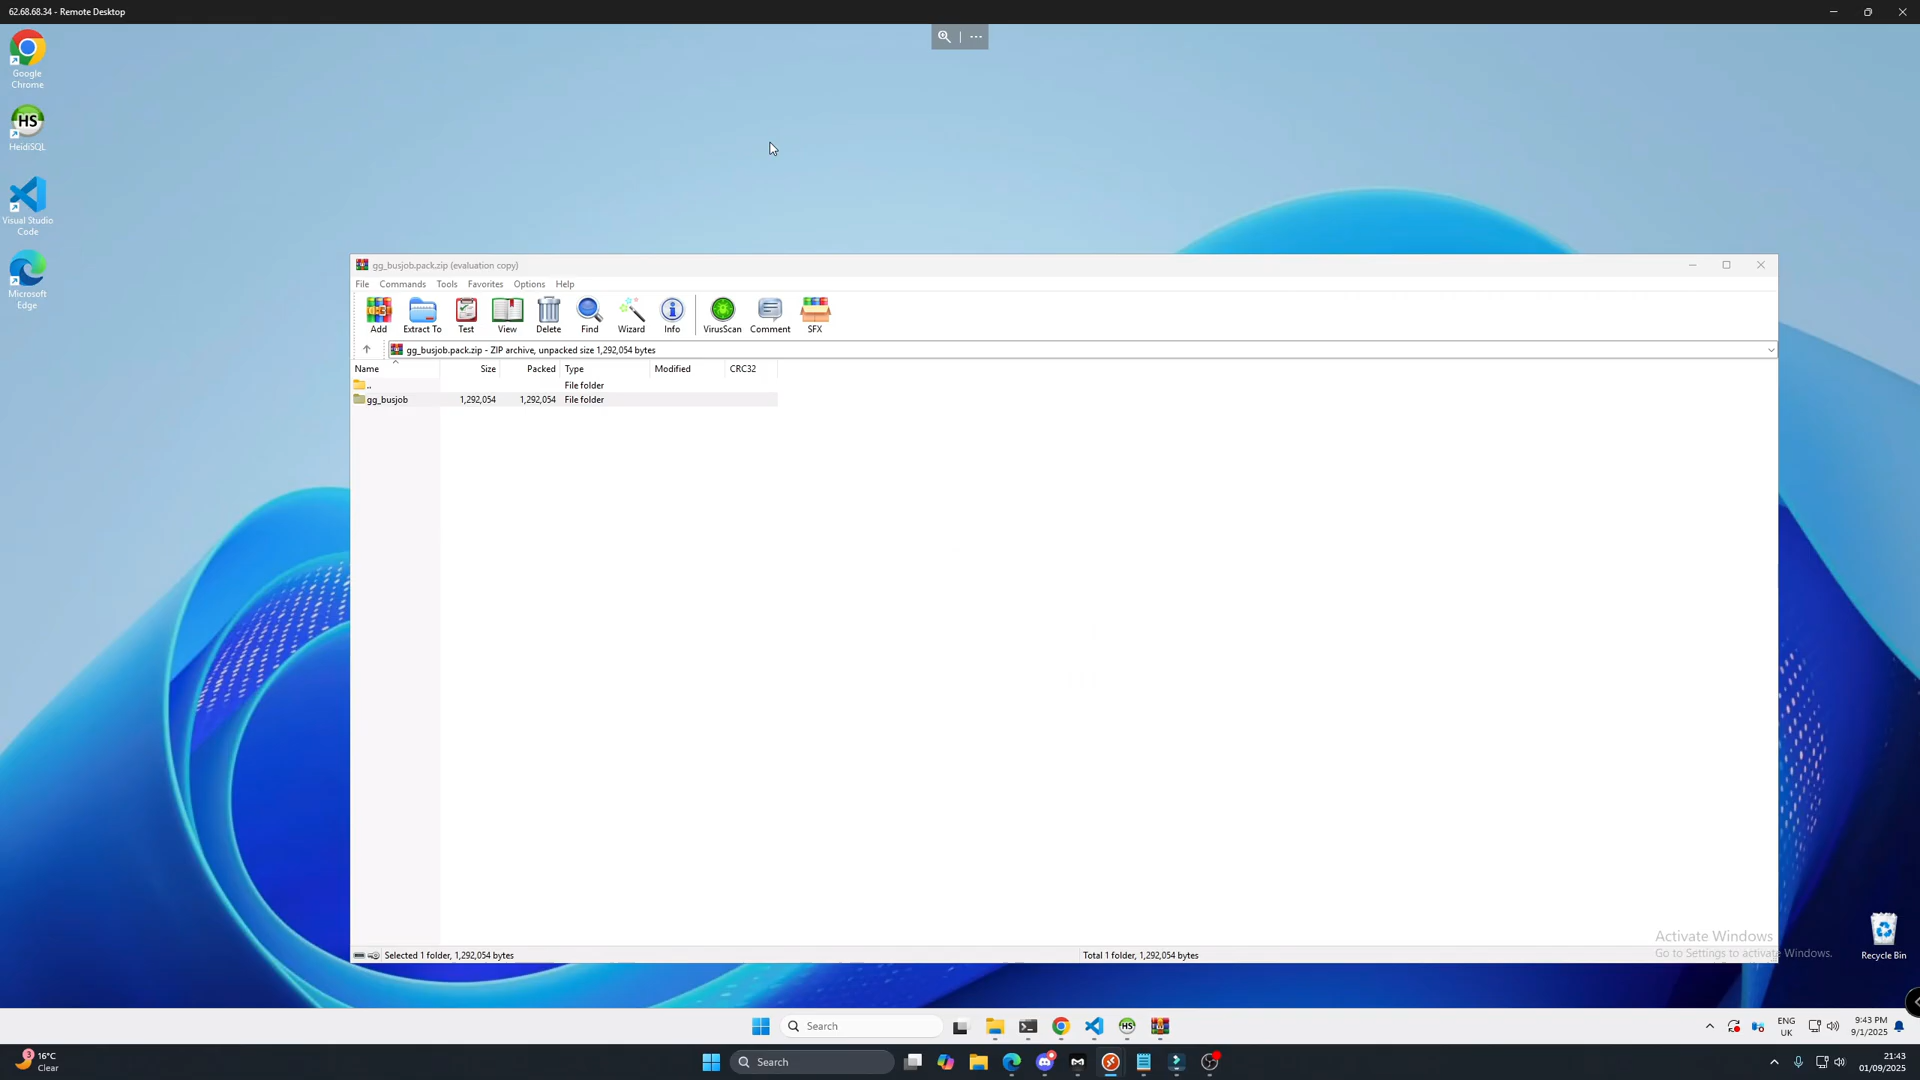 62.68.68.34 - Remote Desktop
Google
Chrome
HS
HeidiSQL
Visual Studio
Code
Microsoft
Edge
gg_busjob.pack.zip (evaluation copy)
File Commands Tools Favorites Options Help
Add Extract To Test View Delete Find Wizard Info VirusScan Comment SFX
gg_busjob.pack.zip - ZIP archive, unpacked size 1,292,054 bytes
Name Size Packed Type Modified CRC32
.. File folder
gg_busjob 1,292,054 1,292,054 File folder
Selected 1 folder, 1,292,054 bytes
Total 1 folder, 1,292,054 bytes
Activate Windows
Go to Settings to activate Windows.
Recycle Bin
Search
HS
ENG
UK
9:43 PM
9/1/2025
3
16°C
Clear
Search
21:43
01/09/2025